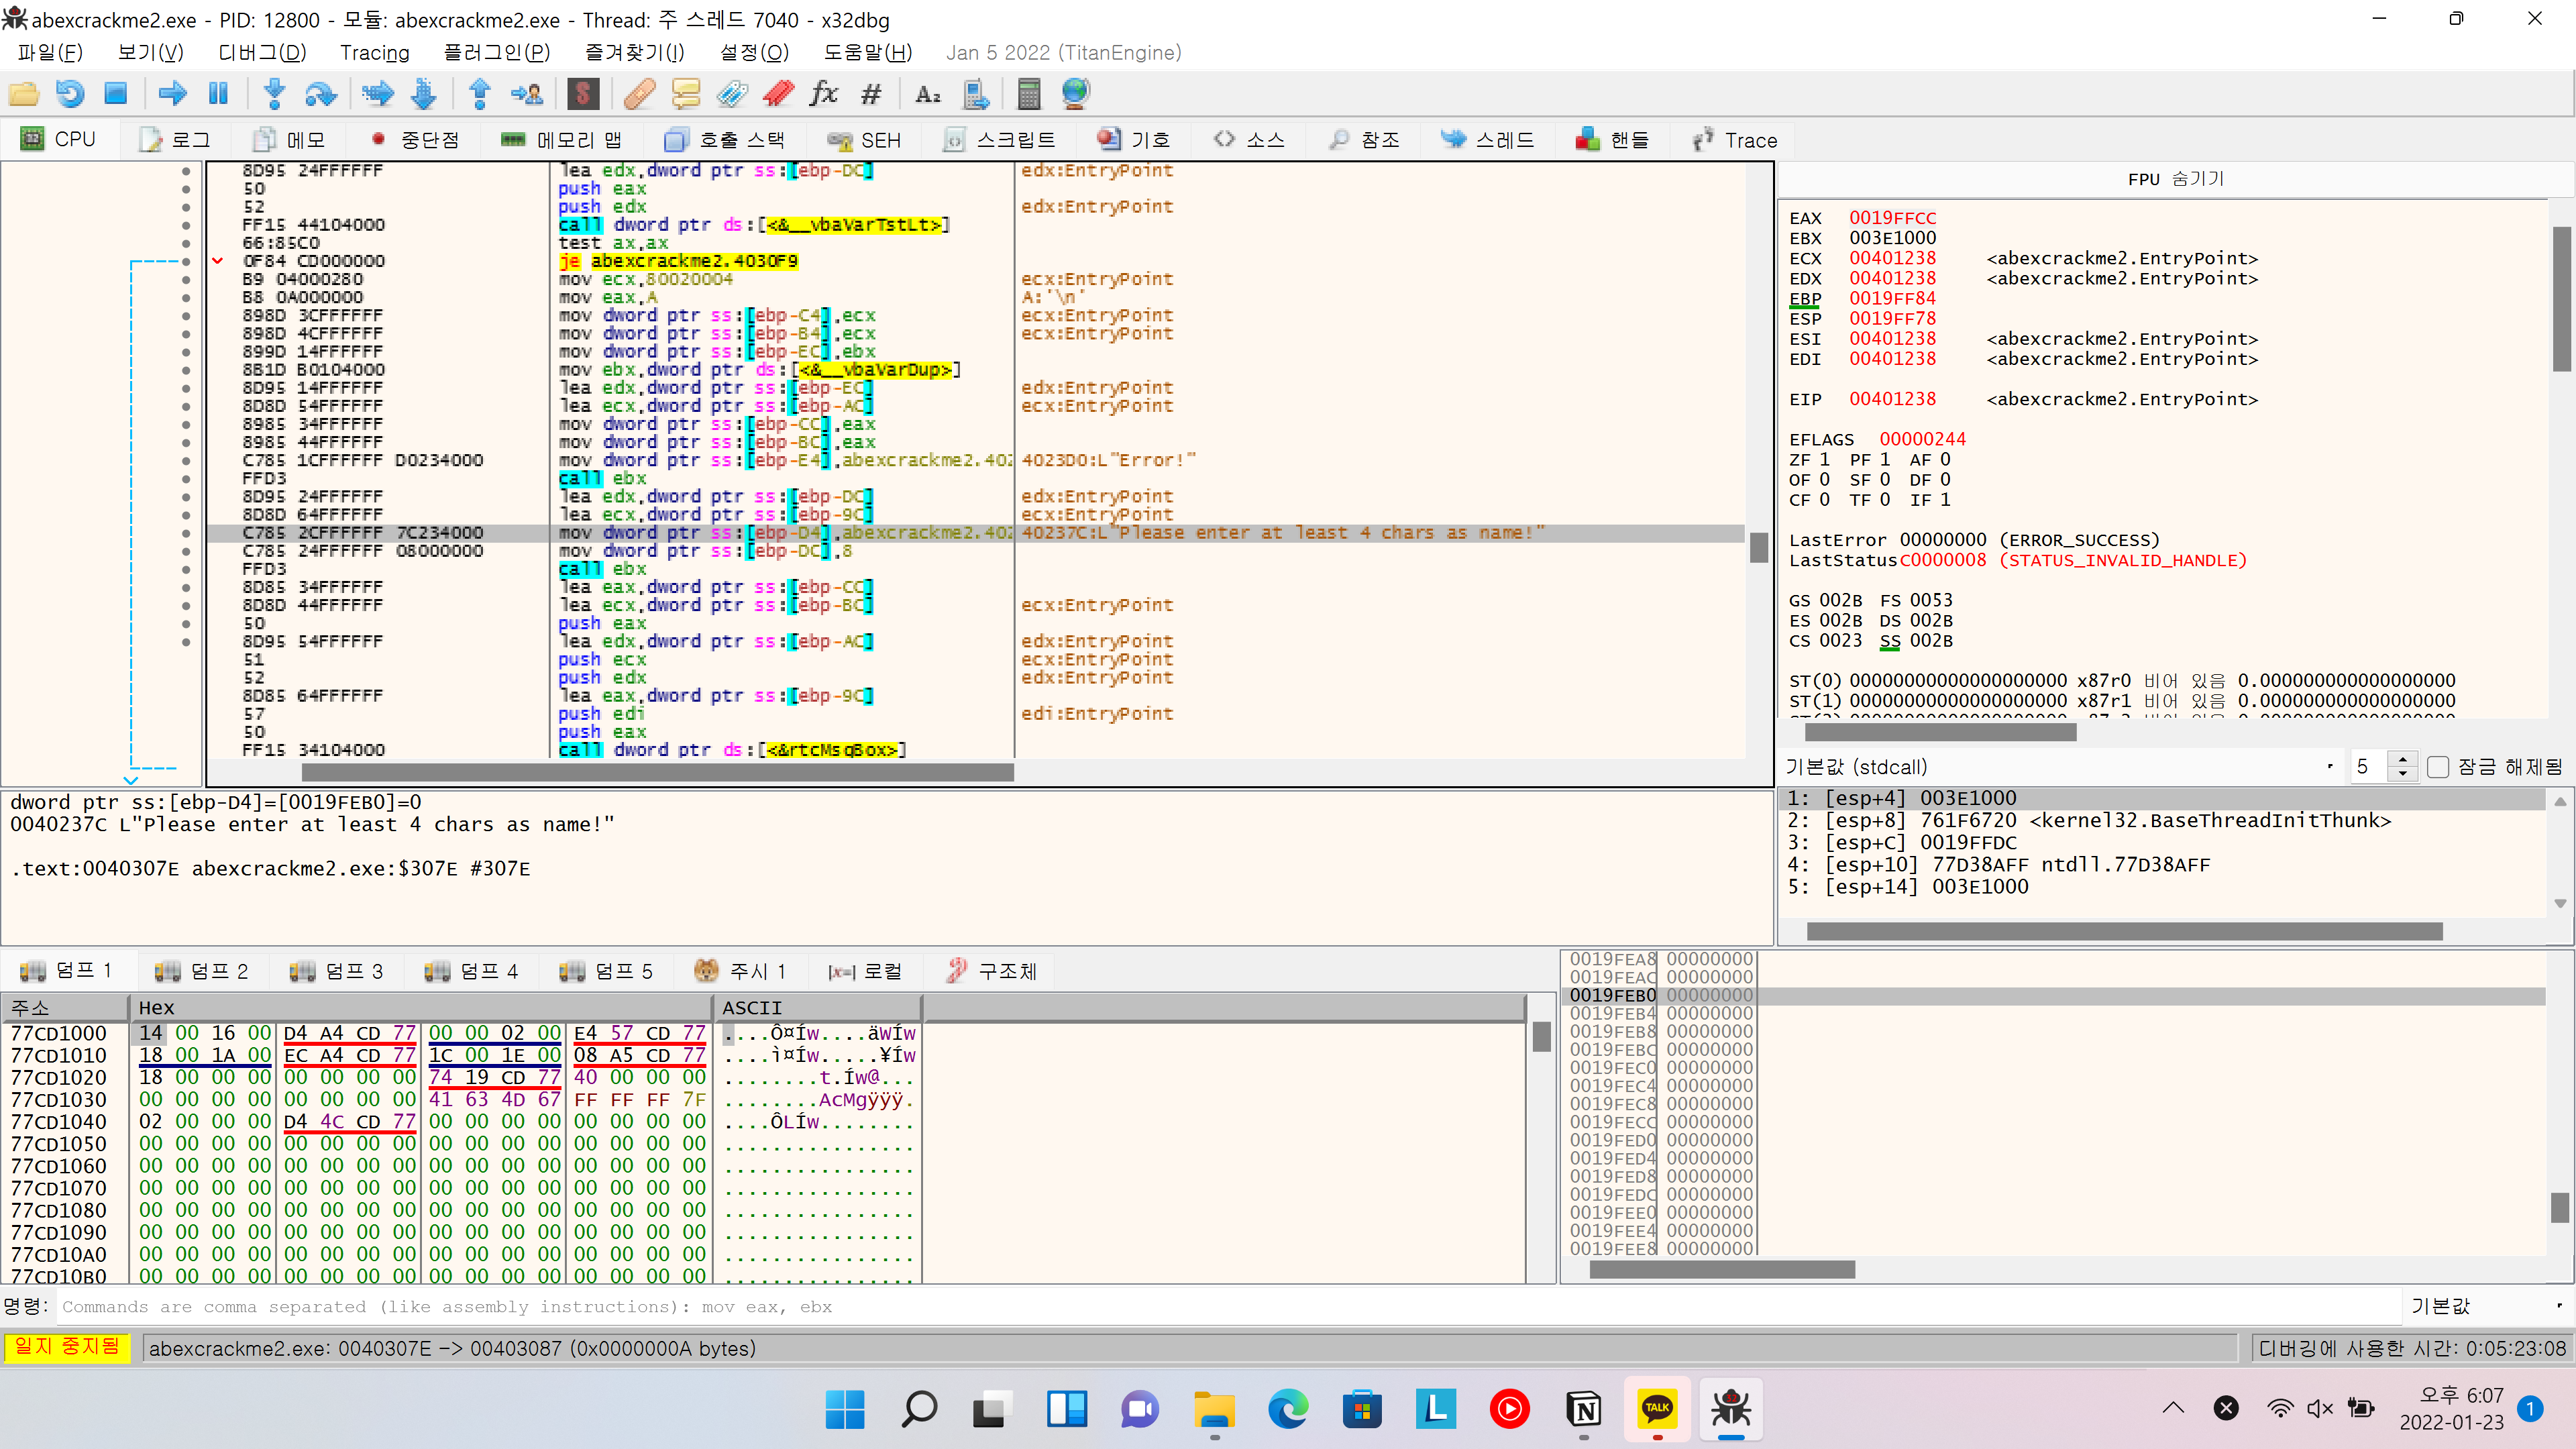 abexcrackme2.exe - PID: 12800 - 모듈: abexcrackme2.exe - Thread: 주 스레드 7040 - x32dbg
파일(F) 보기(V) 디버그(D) Tracing 플러그인(P) 즐겨찾기(I) 설정(O) 도움말(H) Jan 5 2022 (TitanEngine)
CPU 로그 메모 중단점 메모리 맵 호출 스택 SEH 스크립트 기호 소스 참조 스레드 핸들 Trace
8D95 24FFFFFF lea edx,dword ptr ss:[ebp-DC] edx:EntryPoint
50 push eax
52 push edx edx:EntryPoint
FF15 44104000 call dword ptr ds:[<&__vbaVarTstLt>]
66:85C0 test ax,ax
0F84 CD000000 je abexcrackme2.4030F9
B9 04000280 mov ecx,80020004 ecx:EntryPoint
B8 0A000000 mov eax,A A:'\n'
898D 3CFFFFFF mov dword ptr ss:[ebp-C4],ecx ecx:EntryPoint
898D 4CFFFFFF mov dword ptr ss:[ebp-B4],ecx ecx:EntryPoint
899D 14FFFFFF mov dword ptr ss:[ebp-EC],ebx
8B1D B0104000 mov ebx,dword ptr ds:[<&__vbaVarDup>]
8D95 14FFFFFF lea edx,dword ptr ss:[ebp-EC] edx:EntryPoint
8D8D 54FFFFFF lea ecx,dword ptr ss:[ebp-AC] ecx:EntryPoint
8985 34FFFFFF mov dword ptr ss:[ebp-CC],eax
8985 44FFFFFF mov dword ptr ss:[ebp-BC],eax
C785 1CFFFFFF D0234000 mov dword ptr ss:[ebp-E4],abexcrackme2.402 4023D0:L"Error!"
FFD3 call ebx
8D95 24FFFFFF lea edx,dword ptr ss:[ebp-DC] edx:EntryPoint
8D8D 64FFFFFF lea ecx,dword ptr ss:[ebp-9C] ecx:EntryPoint
C785 2CFFFFFF 7C234000 mov dword ptr ss:[ebp-D4],abexcrackme2.402 40237C:L"Please enter at least 4 chars as name!"
C785 24FFFFFF 08000000 mov dword ptr ss:[ebp-DC],8
FFD3 call ebx
8D85 34FFFFFF lea eax,dword ptr ss:[ebp-CC]
8D8D 44FFFFFF lea ecx,dword ptr ss:[ebp-BC] ecx:EntryPoint
50 push eax
8D95 54FFFFFF lea edx,dword ptr ss:[ebp-AC] edx:EntryPoint
51 push ecx ecx:EntryPoint
52 push edx edx:EntryPoint
8D85 64FFFFFF lea eax,dword ptr ss:[ebp-9C]
57 push edi edi:EntryPoint
50 push eax
FF15 34104000 call dword ptr ds:[<&rtcMsgBox>]
FPU 숨기기
EAX 0019FFCC
EBX 003E1000
ECX 00401238 <abexcrackme2.EntryPoint>
EDX 00401238 <abexcrackme2.EntryPoint>
EBP 0019FF84
ESP 0019FF78
ESI 00401238 <abexcrackme2.EntryPoint>
EDI 00401238 <abexcrackme2.EntryPoint>
EIP 00401238 <abexcrackme2.EntryPoint>
EFLAGS 00000244
ZF 1 PF 1 AF 0
OF 0 SF 0 DF 0
CF 0 TF 0 IF 1
LastError 00000000 (ERROR_SUCCESS)
LastStatus C0000008 (STATUS_INVALID_HANDLE)
GS 002B FS 0053
ES 002B DS 002B
CS 0023 SS 002B
ST(0) 00000000000000000000 x87r0 비어 있음 0.000000000000000000
ST(1) 00000000000000000000 x87r1 비어 있음 0.000000000000000000
기본값 (stdcall) 5 잠금 해제됨
1: [esp+4] 003E1000
2: [esp+8] 761F6720 <kernel32.BaseThreadInitThunk>
3: [esp+C] 0019FFDC
4: [esp+10] 77D38AFF ntdll.77D38AFF
5: [esp+14] 003E1000
dword ptr ss:[ebp-D4]=[0019FEB0]=0
0040237C L"Please enter at least 4 chars as name!"
.text:0040307E abexcrackme2.exe:$307E #307E
덤프 1 덤프 2 덤프 3 덤프 4 덤프 5 주시 1 [x=] 로컬 구조체
주소 Hex ASCII
77CD1000 14 00 16 00 D4 A4 CD 77 00 00 02 00 E4 57 CD 77 ....Ô¤Íw....äWÍw
77CD1010 18 00 1A 00 EC A4 CD 77 1C 00 1E 00 08 A5 CD 77 ....ì¤Íw.....¥Íw
77CD1020 18 00 00 00 00 00 00 00 74 19 CD 77 40 00 00 00 ........t.Íw@...
77CD1030 00 00 00 00 00 00 00 00 41 63 4D 67 FF FF FF 7F ........AcMgÿÿÿ.
77CD1040 02 00 00 00 D4 4C CD 77 00 00 00 00 00 00 00 00 ....ÔLÍw........
77CD1050 00 00 00 00 00 00 00 00 00 00 00 00 00 00 00 00 ................
77CD1060 00 00 00 00 00 00 00 00 00 00 00 00 00 00 00 00 ................
77CD1070 00 00 00 00 00 00 00 00 00 00 00 00 00 00 00 00 ................
77CD1080 00 00 00 00 00 00 00 00 00 00 00 00 00 00 00 00 ................
77CD1090 00 00 00 00 00 00 00 00 00 00 00 00 00 00 00 00 ................
77CD10A0 00 00 00 00 00 00 00 00 00 00 00 00 00 00 00 00 ................
77CD10B0 00 00 00 00 00 00 00 00 00 00 00 00 00 00 00 00 ................
0019FEA8 00000000
0019FEAC 00000000
0019FEB0 00000000
0019FEB4 00000000
0019FEB8 00000000
0019FEBC 00000000
0019FEC0 00000000
0019FEC4 00000000
0019FEC8 00000000
0019FECC 00000000
0019FED0 00000000
0019FED4 00000000
0019FED8 00000000
0019FEDC 00000000
0019FEE0 00000000
0019FEE4 00000000
0019FEE8 00000000
명령: Commands are comma separated (like assembly instructions): mov eax, ebx 기본값
일지 중지됨 abexcrackme2.exe: 0040307E -> 00403087 (0x0000000A bytes) 디버깅에 사용한 시간: 0:05:23:08
TALK
오후 6:07
2022-01-23 1